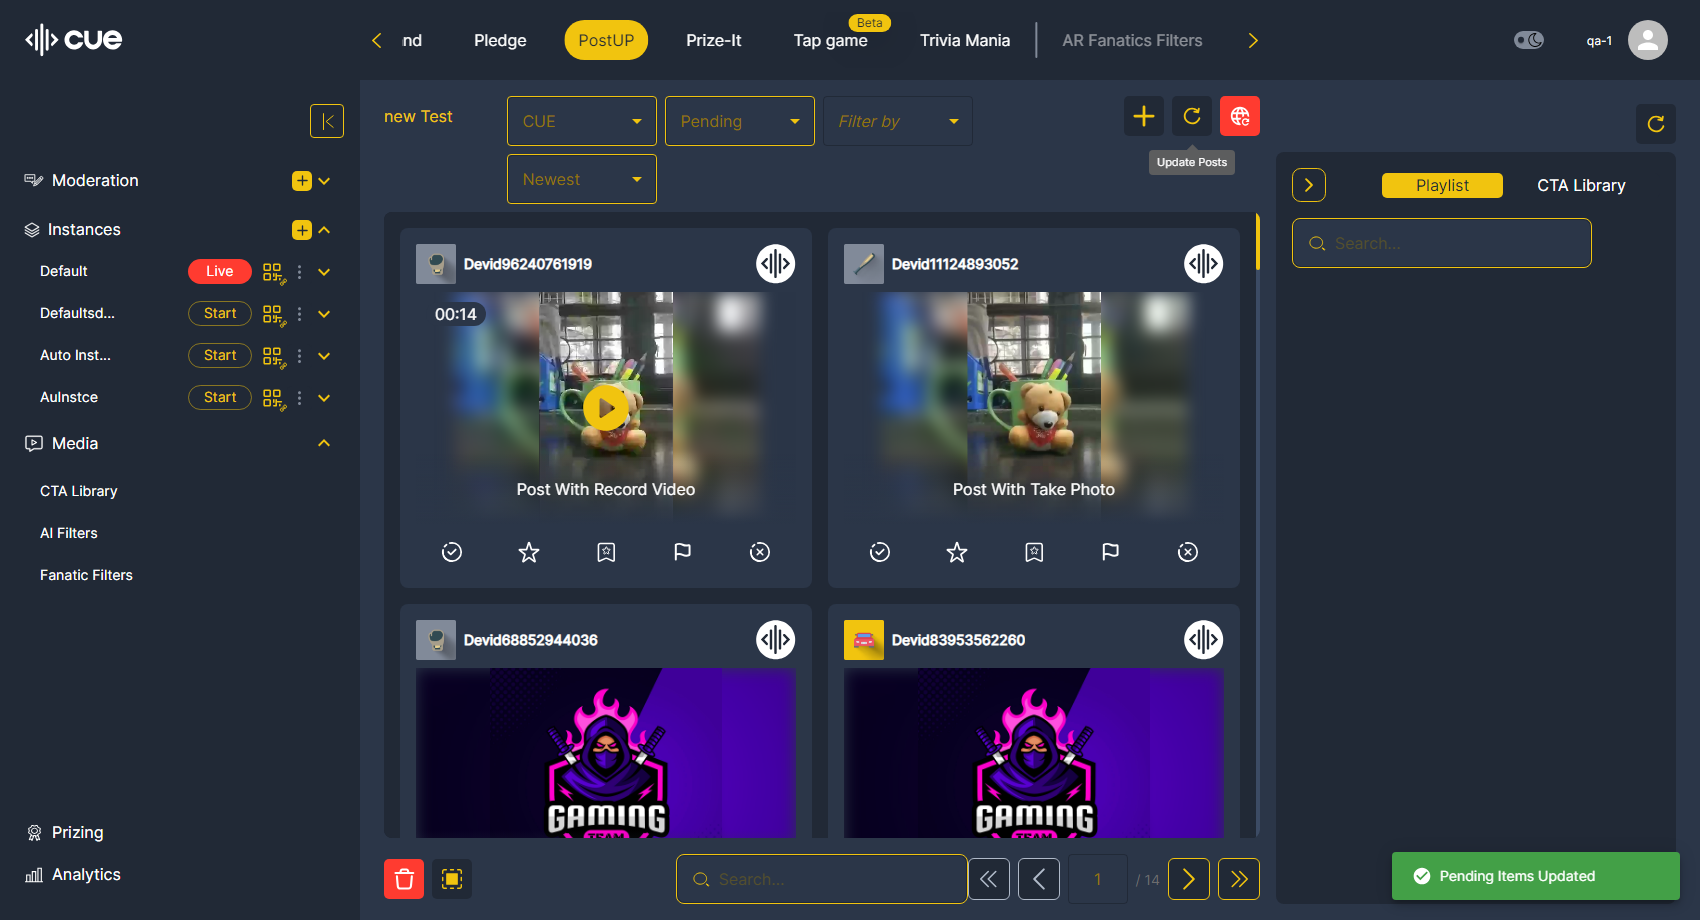 cue
nd
Pledge
PostUP
Prize-It
Beta
Tap game
Trivia Mania
AR Fanatics Filters
qa-1
Moderation
Instances
Default
Live
Defaultsd...
Start
Auto Inst...
Start
AuInstce
Start
Media
CTA Library
AI Filters
Fanatic Filters
Prizing
Analytics
new Test
CUE
Pending
Filter by
Newest
Update Posts
Devid96240761919
00:14
Post With Record Video
Devid11124893052
Post With Take Photo
Devid68852944036
GAMING
TEAM
Devid83953562260
GAMING
TEAM
Search...
1
/ 14
Playlist
CTA Library
Search...
Pending Items Updated